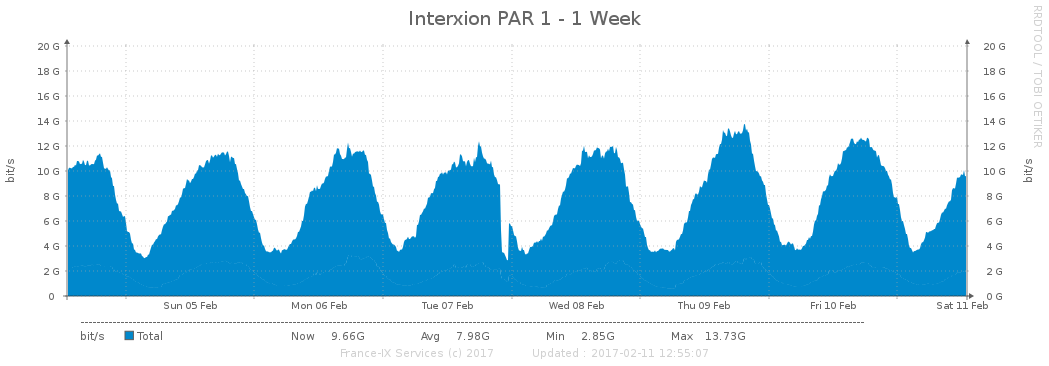 Interxion PAR 1 - 1 Week
RRDTOOL / TOBI OETIKER
bit/s
20 G 20 G
18 G 18 G
16 G 16 G
14 G 14 G
12 G 12 G
10 G 10 G
8 G 8 G
6 G 6 G
4 G 4 G
2 G 2 G
0 0 G
bit/s
Sun 05 Feb Mon 06 Feb Tue 07 Feb Wed 08 Feb Thu 09 Feb Fri 10 Feb Sat 11 Feb
bit/s Total Now 9.66G Avg 7.98G Min 2.85G Max 13.73G
France-IX Services (c) 2017 Updated : 2017-02-11 12:55:07